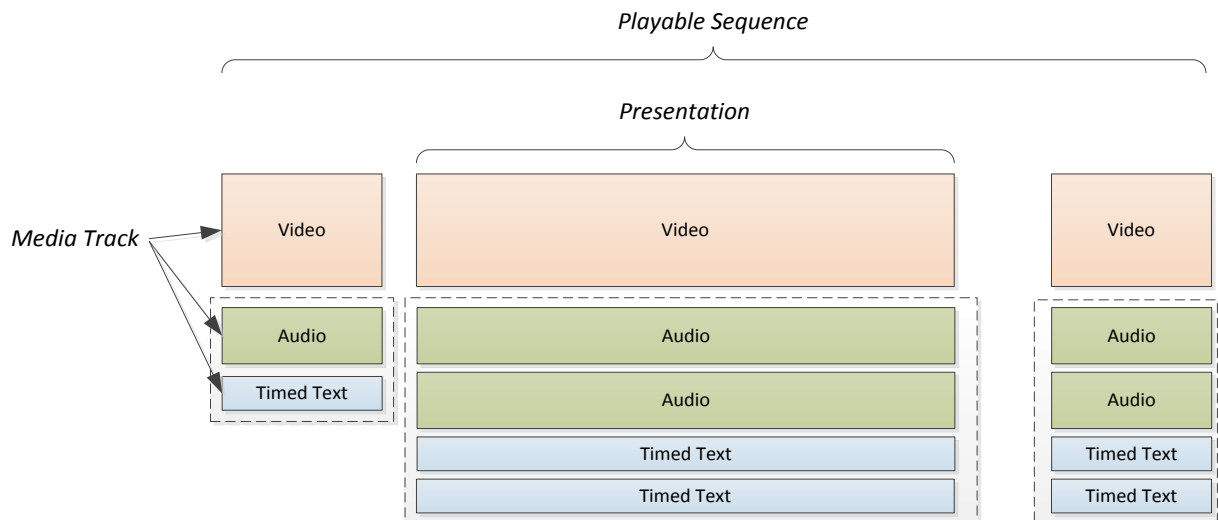 Playable Sequence
Presentation
Media Track
Video
Video
Video
Audio
Audio
Audio
Timed Text
Audio
Audio
Timed Text
Timed Text
Timed Text
Timed Text